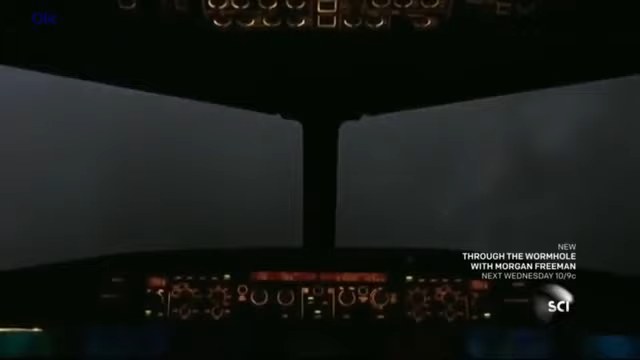 NEW
THROUGH THE WORMHOLE
WITH MORGAN FREEMAN
NEXT WEDNESDAY 10/9c
SCI